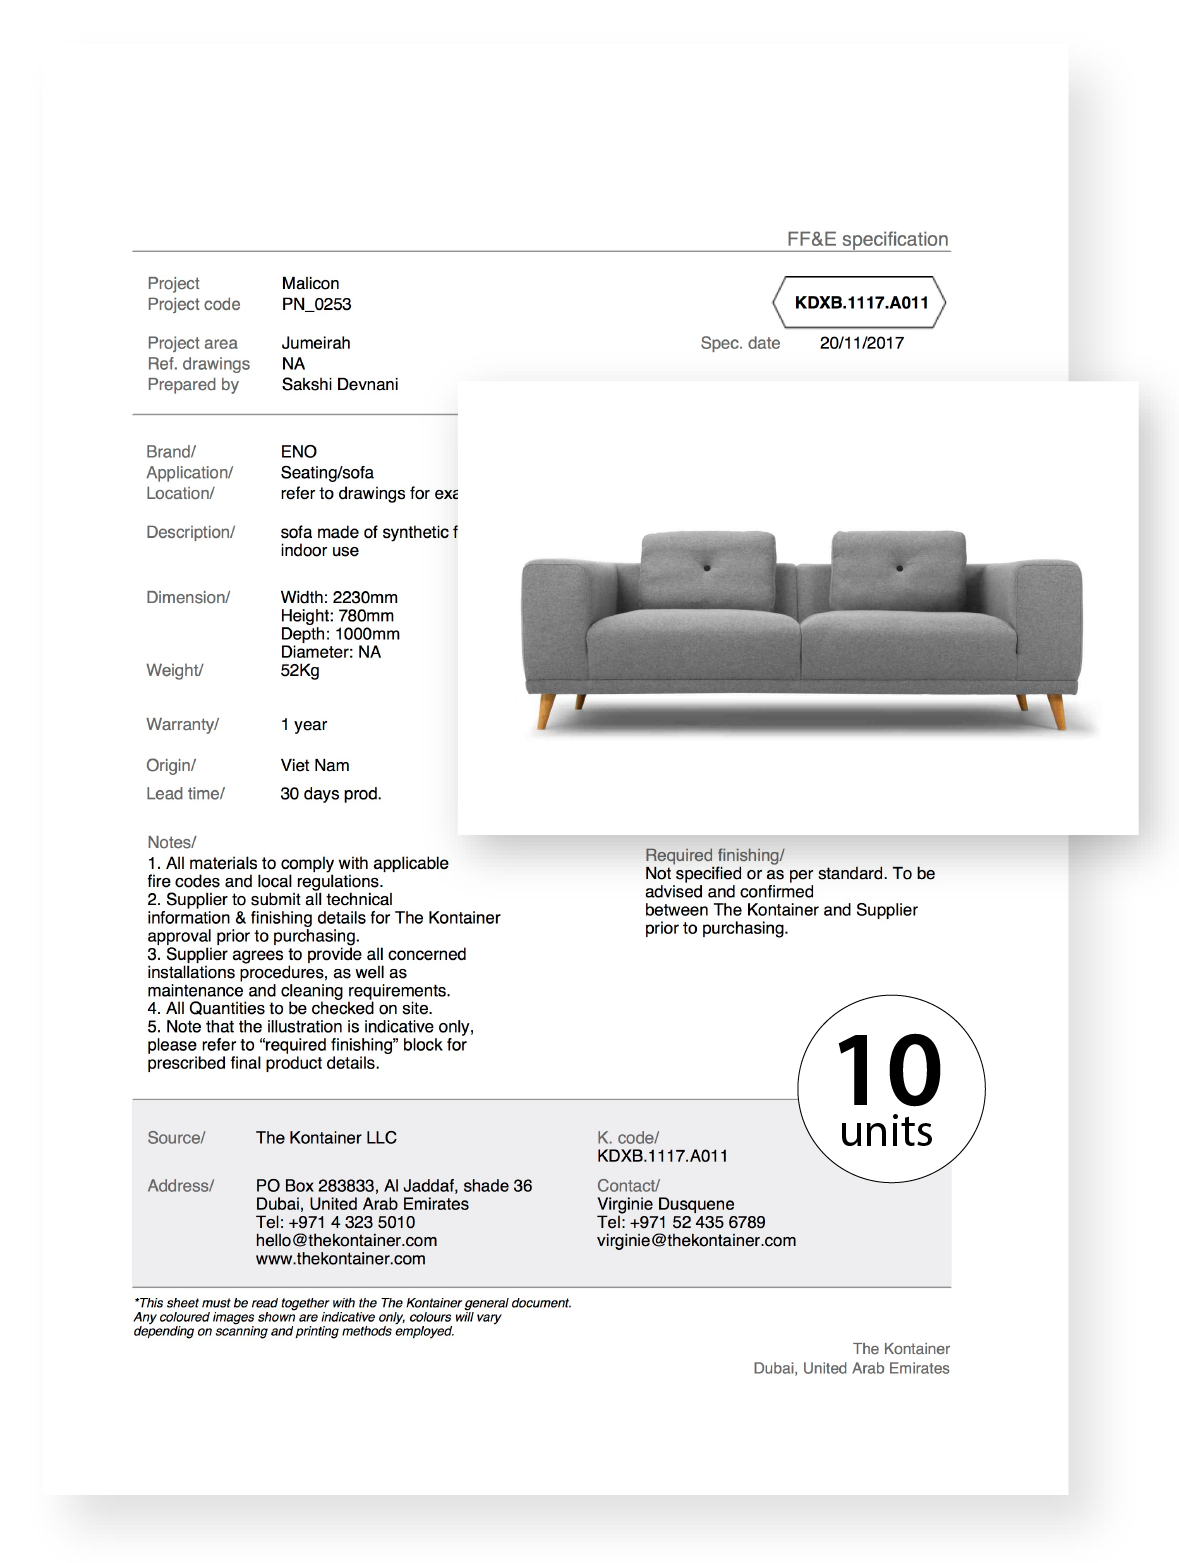 FF&E specification
Project Malicon
Project code PN_0253
KDXB.1117.A011
Project area Jumeirah
Spec. date 20/11/2017
Ref. drawings NA
Prepared by Sakshi Devnani
Brand/ ENO
Application/ Seating/sofa
Location/ refer to drawings for
Description/ sofa made of synthetic
indoor use
Dimension/ Width: 2230mm
Height: 780mm
Depth: 1000mm
Diameter: NA
Weight/ 52Kg
Warranty/ 1 year
Origin/ Viet Nam
Lead time/ 30 days prod.
Notes/
1. All materials to comply with applicable
fire codes and local regulations.
2. Supplier to submit all technical
information & finishing details for The Kontainer
approval prior to purchasing.
3. Supplier agrees to provide all concerned
installations procedures, as well as
maintenance and cleaning requirements.
4. All Quantities to be checked on site.
5. Note that the illustration is indicative only,
please refer to “required finishing” block for
prescribed final product details.
Required finishing/
Not specified or as per standard. To be
advised and confirmed
between The Kontainer and Supplier
prior to purchasing.
10
units
Source/ The Kontainer LLC
Address/ PO Box 283833, Al Jaddaf, shade 36
Dubai, United Arab Emirates
Tel: +971 4 323 5010
hello@thekontainer.com
www.thekontainer.com
K. code/
KDXB.1117.A011
Contact/
Virginie Dusquene
Tel: +971 52 435 6789
virginie@thekontainer.com
*This sheet must be read together with the The Kontainer general document.
Any coloured images shown are indicative only, colours will vary
depending on scanning and printing methods employed.
The Kontainer
Dubai, United Arab Emirates